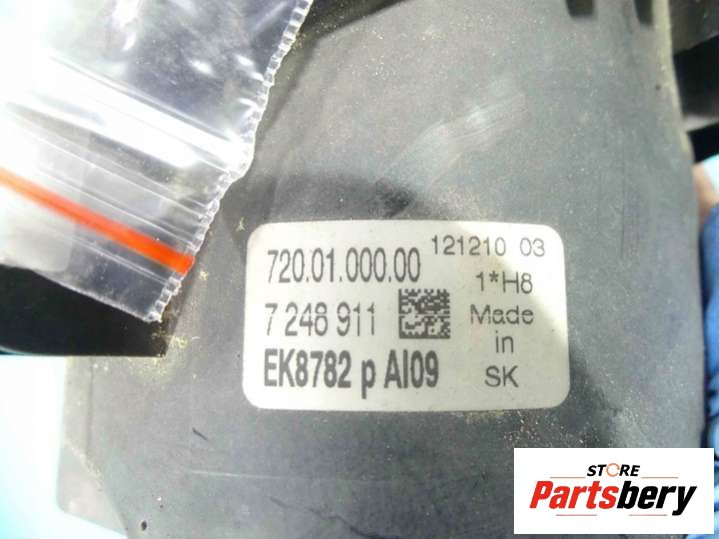 720.01.000.00 121210 03
1*H8
7 248 911 Made
in
EK8782 p AI09 SK
STORE
Partsbery